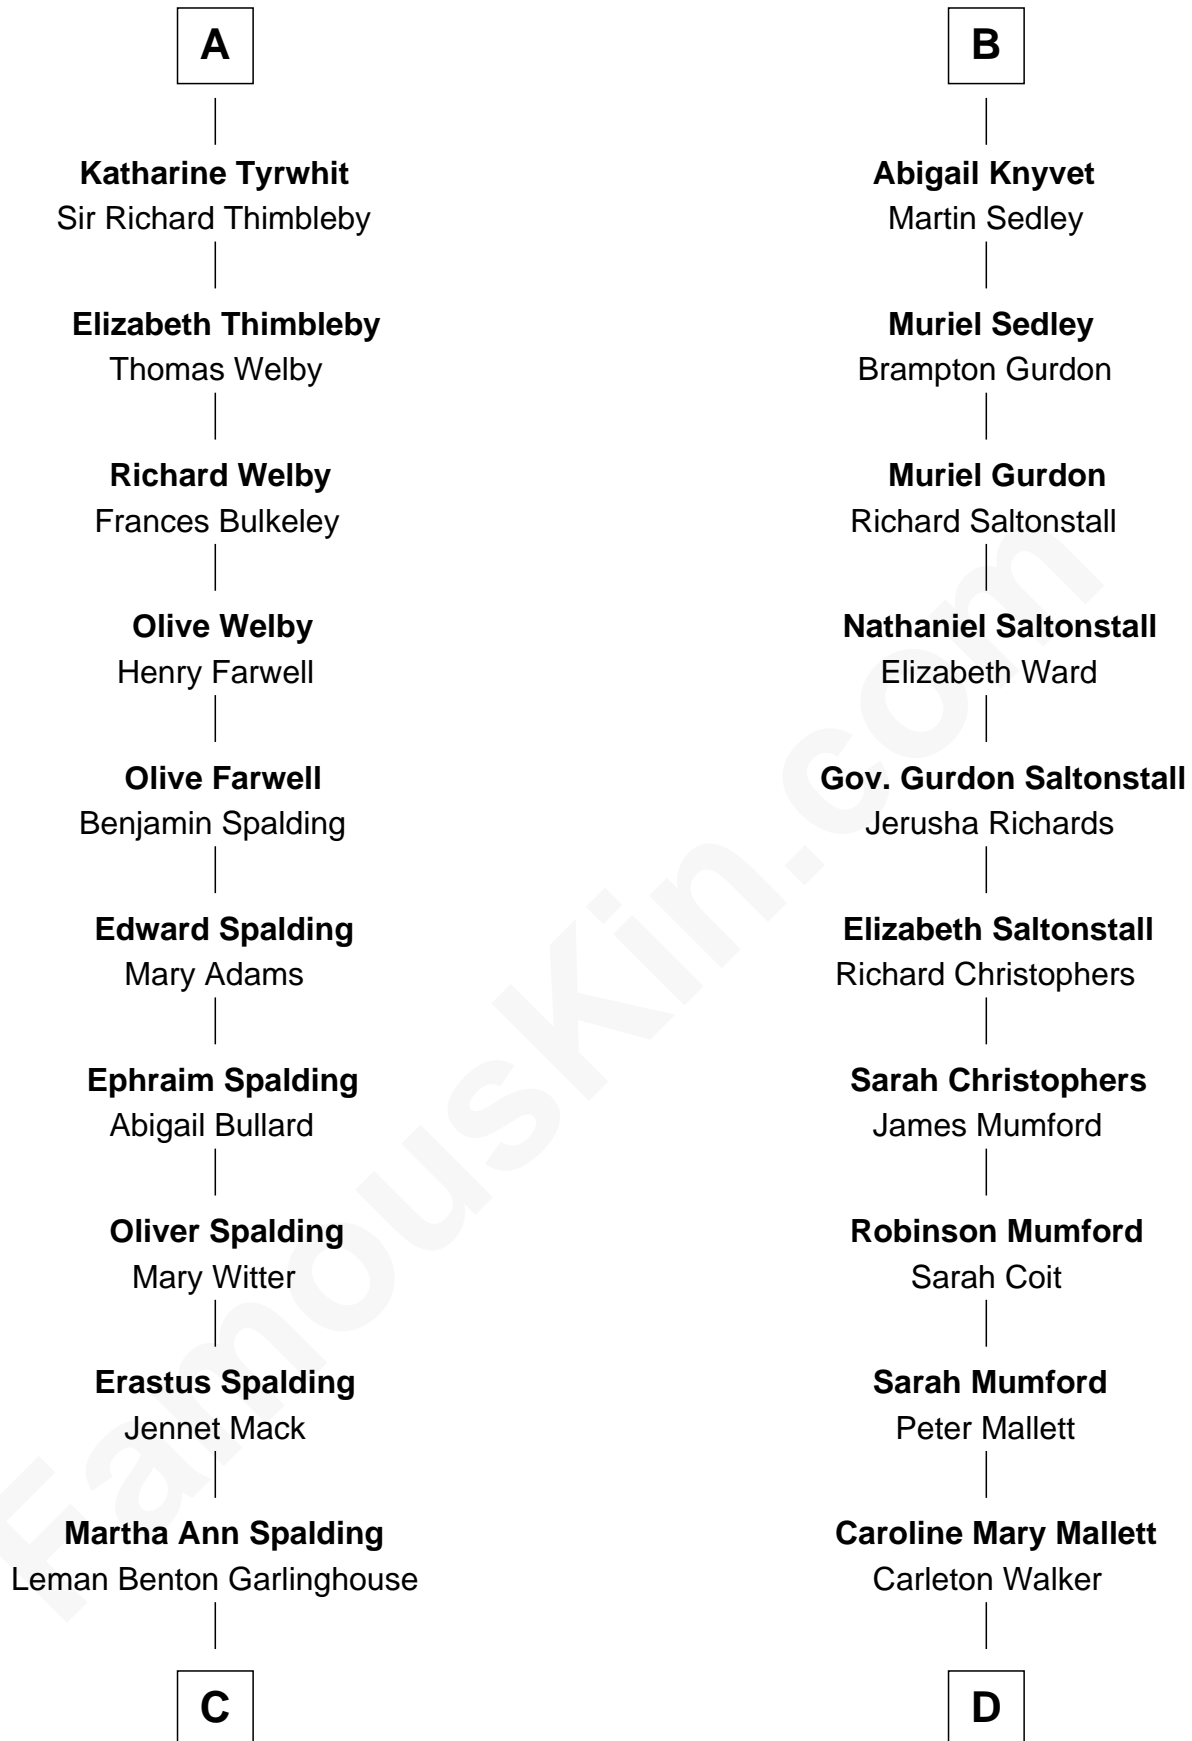 A
Katharine Tyrwhit
Sir Richard Thimbleby
Elizabeth Thimbleby
Thomas Welby
Richard Welby
Frances Bulkeley
Olive Welby
Henry Farwell
Olive Farwell
Benjamin Spalding
Edward Spalding
Mary Adams
Ephraim Spalding
Abigail Bullard
Oliver Spalding
Mary Witter
Erastus Spalding
Jennet Mack
Martha Ann Spalding
Leman Benton Garlinghouse
C
B
Abigail Knyvet
Martin Sedley
Muriel Sedley
Brampton Gurdon
Muriel Gurdon
Richard Saltonstall
Nathaniel Saltonstall
Elizabeth Ward
Gov. Gurdon Saltonstall
Jerusha Richards
Elizabeth Saltonstall
Richard Christophers
Sarah Christophers
James Mumford
Robinson Mumford
Sarah Coit
Sarah Mumford
Peter Mallett
Caroline Mary Mallett
Carleton Walker
D
FamousKin.com